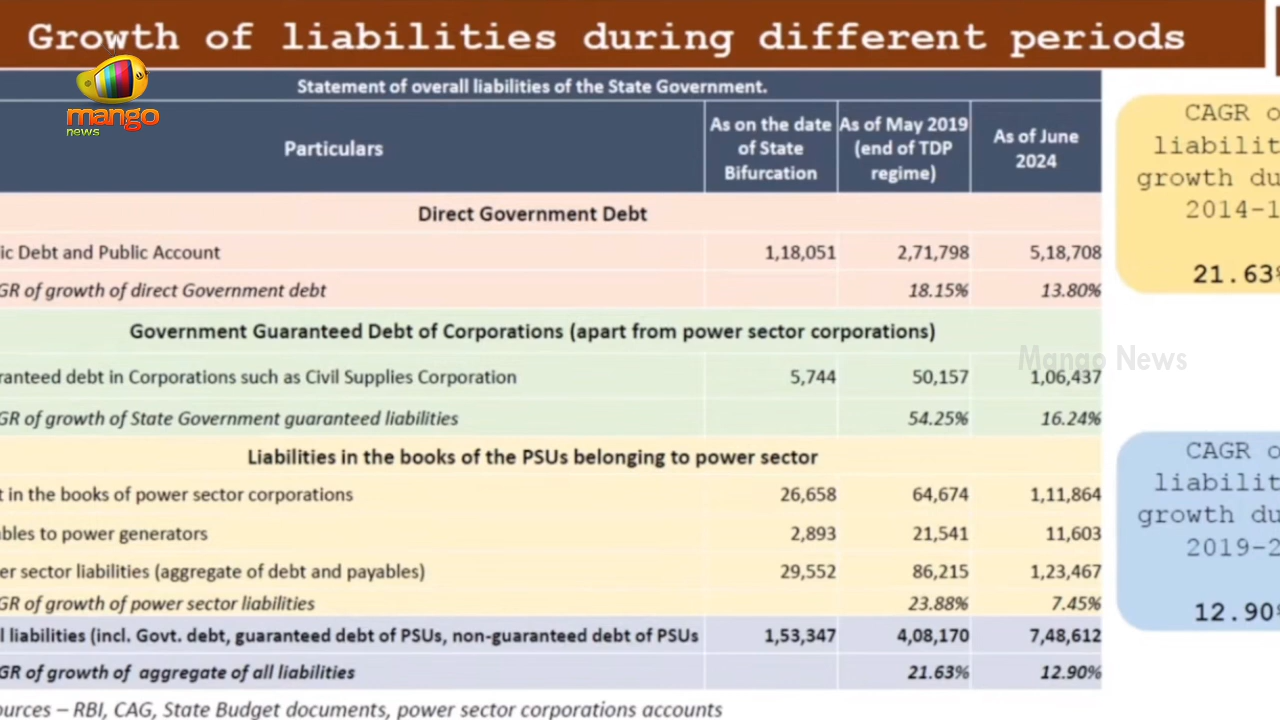 Growth of liabilities during different periods
mango
news
Statement of overall liabilities of the State Government.
Particulars
As on the date of State Bifurcation
As of May 2019 (end of TDP regime)
As of June 2024
Direct Government Debt
ic Debt and Public Account 1,18,051 2,71,798 5,18,708
GR of growth of direct Government debt 18.15% 13.80%
Government Guaranteed Debt of Corporations (apart from power sector corporations)
ranteed debt in Corporations such as Civil Supplies Corporation 5,744 50,157 1,06,437
GR of growth of State Government guaranteed liabilities 54.25% 16.24%
Liabilities in the books of the PSUs belonging to power sector
t in the books of power sector corporations 26,658 64,674 1,11,864
bles to power generators 2,893 21,541 11,603
er sector liabilities (aggregate of debt and payables) 29,552 86,215 1,23,467
GR of growth of power sector liabilities 23.88% 7.45%
l liabilities (incl. Govt. debt, guaranteed debt of PSUs, non-guaranteed debt of PSUs 1,53,347 4,08,170 7,48,612
GR of growth of aggregate of all liabilities 21.63% 12.90%
urces – RBI, CAG, State Budget documents, power sector corporations accounts
CAGR o
liabilit
growth du
2014-1
21.63%
Mango News
CAGR o
liabilit
growth du
2019-2
12.90%